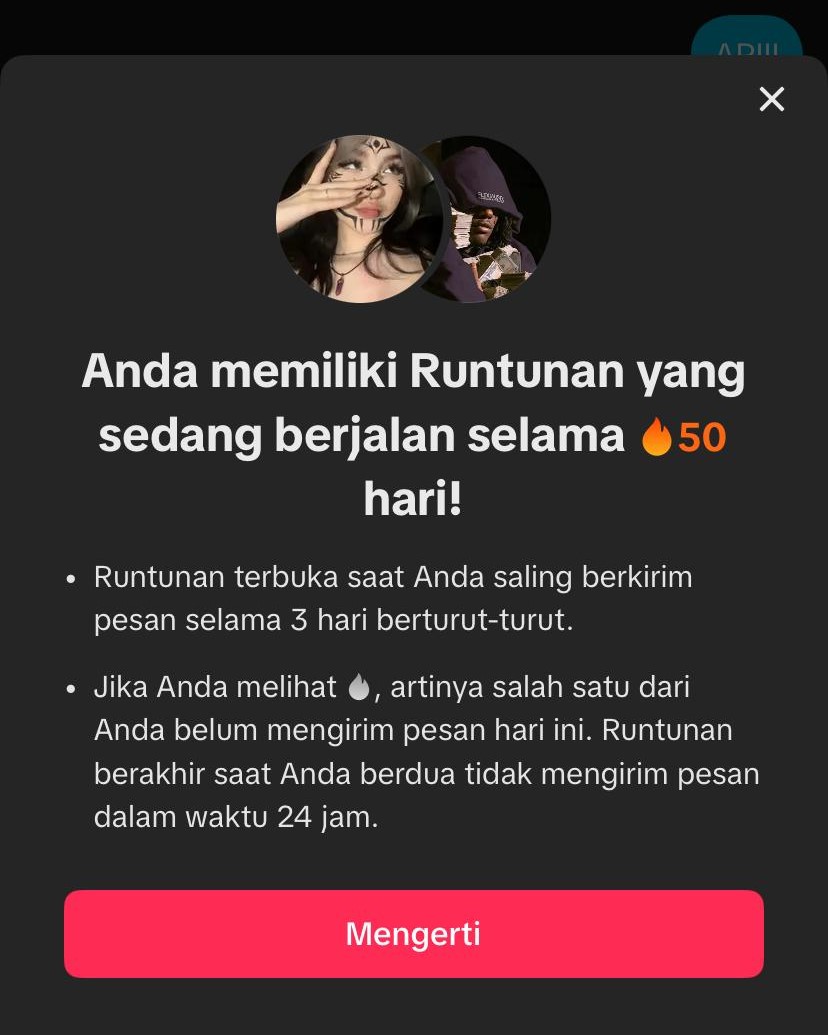 Anda memiliki Runtunan yang
sedang berjalan selama 🔥50
hari!
• Runtunan terbuka saat Anda saling berkirim
pesan selama 3 hari berturut-turut.
• Jika Anda melihat 🔥, artinya salah satu dari
Anda belum mengirim pesan hari ini. Runtunan
berakhir saat Anda berdua tidak mengirim pesan
dalam waktu 24 jam.
Mengerti